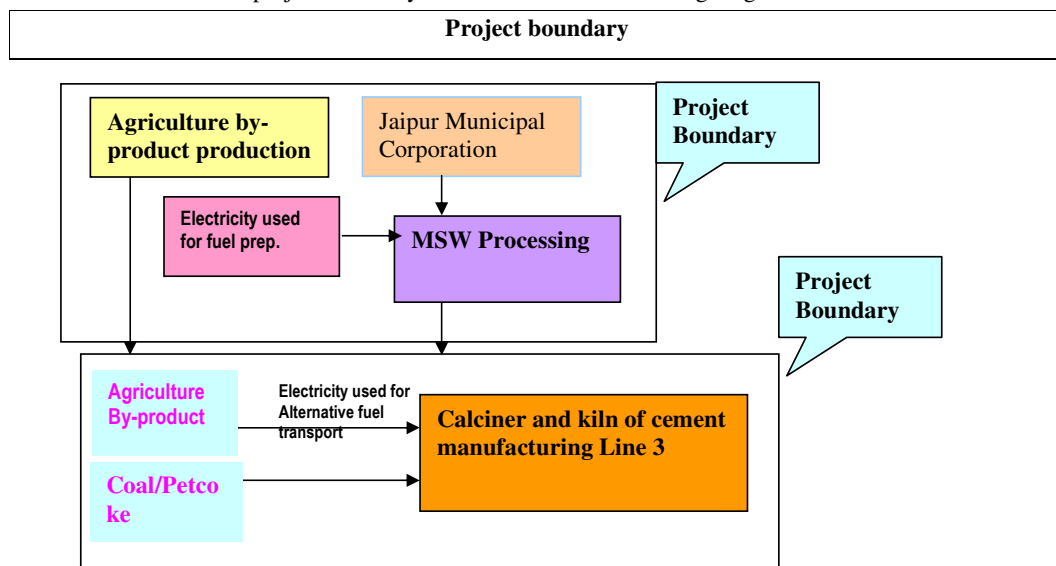 Project boundary
Agriculture by-
product production
Jaipur Municipal
Corporation
Project
Boundary
Electricity used
for fuel prep.
MSW Processing
Project
Boundary
Agriculture
By-product
Electricity used for
Alternative fuel
transport
Calciner and kiln of cement
manufacturing Line 3
Coal/Petco
ke